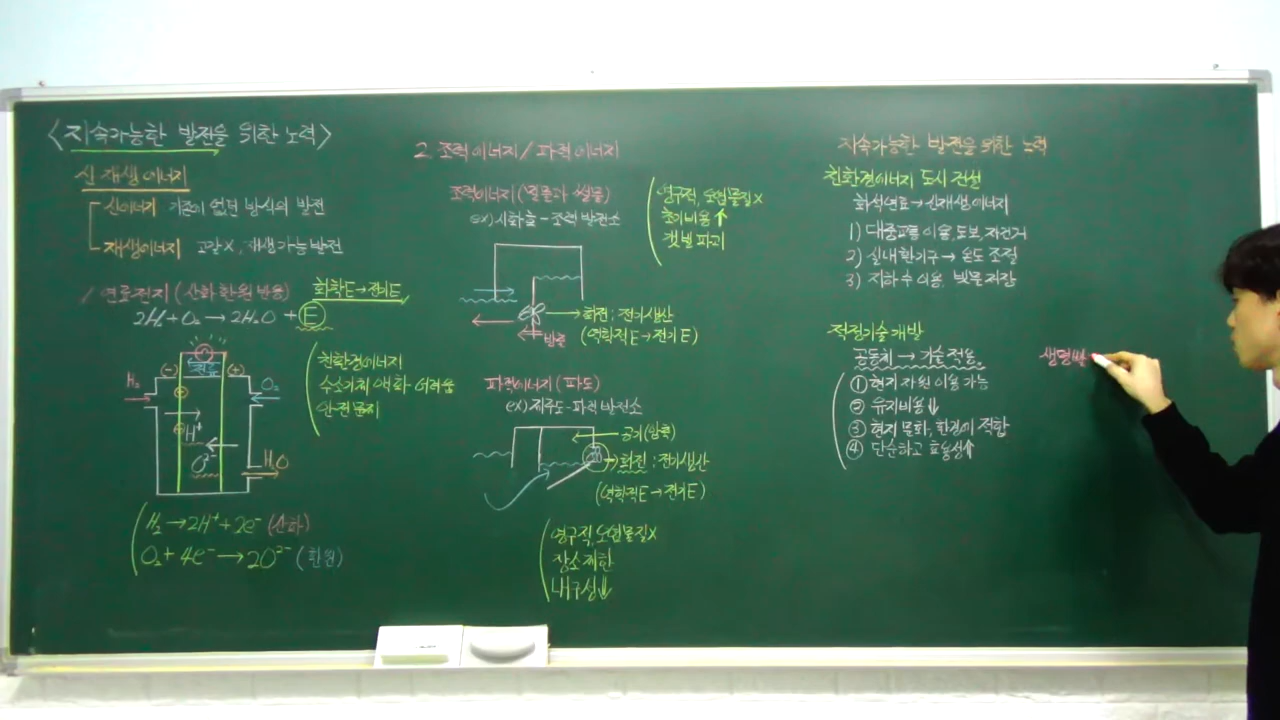 <지속가능한 발전을 위한 노력>
신재생에너지
신에너지 기존에 없던 방식의 발전
재생에너지 고갈X, 재생가능발전
1. 연료전지 (산화 환원 반응) 화학E→전기E
2H₂+O₂→2H₂O + E
(-) 전등 (+)
H₂
O₂
H⁺
O²⁻
H₂O
친환경에너지
수소기체 액화 어려움
안전문제
H₂→2H⁺+2e⁻ (산화)
O₂+4e⁻→2O²⁻ (환원)
2. 조력에너지/파력에너지
조력에너지 (밀물과 썰물)
ex) 시화호-조력발전소
영구적, 오염물질X
초기비용↑
갯벌파괴
→회전:전기생산
(역학적E→전기E)
방류
파력에너지 (파도)
ex) 제주도-파력발전소
공기(압축)
→회전:전기생산
(역학적E→전기E)
영구적, 오염물질X
장소제한
내구성↓
지속가능한 발전을 위한 노력
친환경에너지 도시 건설
화석연료→신재생에너지
1) 대중교통 이용, 도보, 자전거
2) 실내환기구→온도 조절
3) 지하수 이용, 빗물 저장
적정기술 개발
공동체→기술적용
① 현지 자원 이용 가능
② 유지비용↓
③ 현지 문화, 환경에 적합
④ 단순하고 효율성↑
생명빨